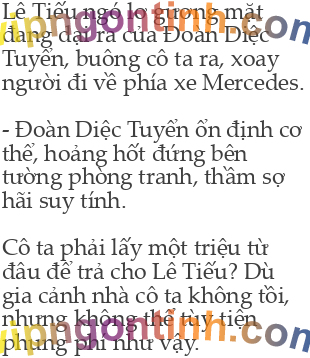 Lê Tiếu ngó lơ gương mặt
đang dại ra của Đoàn Diệc
Tuyển, buông cô ta ra, xoay
người đi về phía xe Mercedes.
- Đoàn Diệc Tuyển ổn định cơ
thể, hoảng hốt đứng bên
tường phòng tranh, thầm sợ
hãi suy tính.
Cô ta phải lấy một triệu từ
đâu để trả cho Lê Tiếu? Dù
gia cảnh nhà cô ta không tồi,
nhưng không thể tùy tiện
phung phí như vậy.
vipngontinh.com
vipngontinh.com